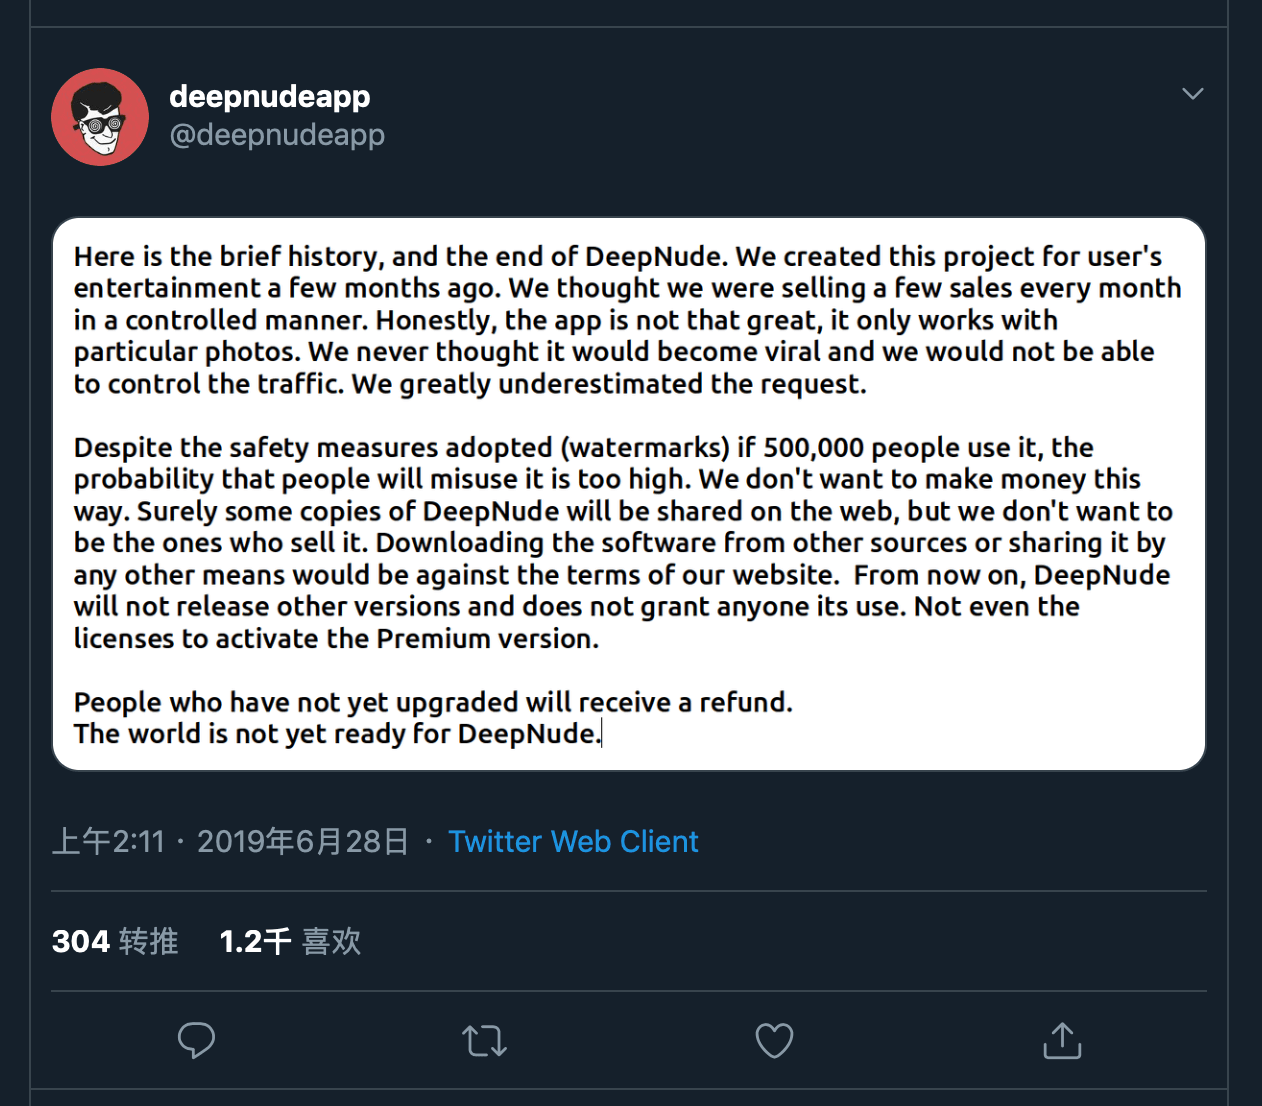 deepnudeapp
@deepnudeapp
Here is the brief history, and the end of DeepNude. We created this project for user's
entertainment a few months ago. We thought we were selling a few sales every month
in a controlled manner. Honestly, the app is not that great, it only works with
particular photos. We never thought it would become viral and we would not be able
to control the traffic. We greatly underestimated the request.
Despite the safety measures adopted (watermarks) if 500,000 people use it, the
probability that people will misuse it is too high. We don't want to make money this
way. Surely some copies of DeepNude will be shared on the web, but we don't want to
be the ones who sell it. Downloading the software from other sources or sharing it by
any other means would be against the terms of our website.  From now on, DeepNude
will not release other versions and does not grant anyone its use. Not even the
licenses to activate the Premium version.
People who have not yet upgraded will receive a refund.
The world is not yet ready for DeepNude.
上午2:11 · 2019年6月28日 · Twitter Web Client
304 转推 1.2千 喜欢